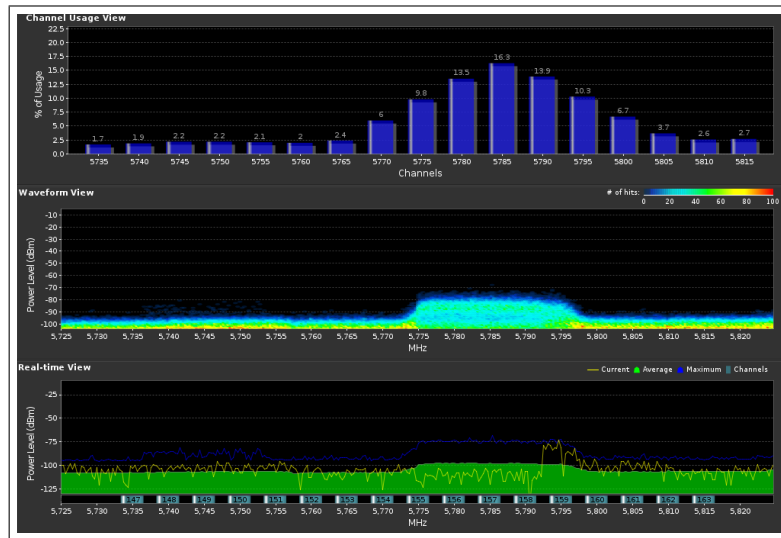 Channel Usage View
22.5
20.0
17.5
15.0
12.5
10.0
7.5
5.0
2.5
0.0
% of Usage
1.7 1.9 2.2 2.2 2.1 2 2.4 6 9.8 13.5 16.3 13.9 10.3 6.7 3.7 2.6 2.7
5735 5740 5745 5750 5755 5760 5765 5770 5775 5780 5785 5790 5795 5800 5805 5810 5815
Channels
Waveform View
# of hits:
0 20 40 60 80 100
-10
-20
-30
-40
-50
-60
-70
-80
-90
-100
Power Level (dBm)
5,725 5,730 5,735 5,740 5,745 5,750 5,755 5,760 5,765 5,770 5,775 5,780 5,785 5,790 5,795 5,800 5,805 5,810 5,815 5,820
MHz
Real-time View
Current Average Maximum Channels
-25
-50
-75
-100
-125
Power Level (dBm)
147 148 149 150 151 152 153 154 155 156 157 158 159 160 161 162 163
5,725 5,730 5,735 5,740 5,745 5,750 5,755 5,760 5,765 5,770 5,775 5,780 5,785 5,790 5,795 5,800 5,805 5,810 5,815 5,820
MHz